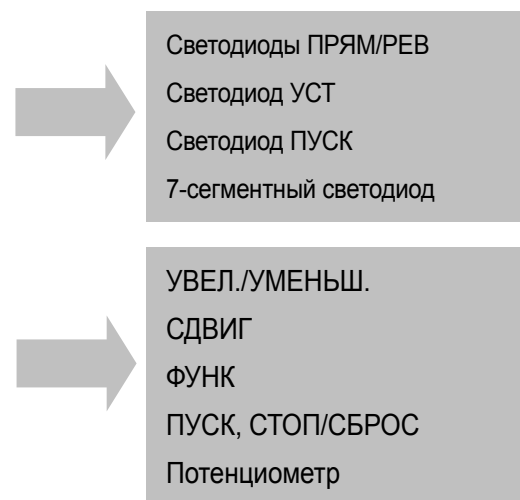 Светодиоды ПРЯМ/РЕВ
Светодиод УСТ
Светодиод ПУСК
7-сегментный светодиод
УВЕЛ./УМЕНЬШ.
СДВИГ
ФУНК
ПУСК, СТОП/СБРОС
Потенциометр